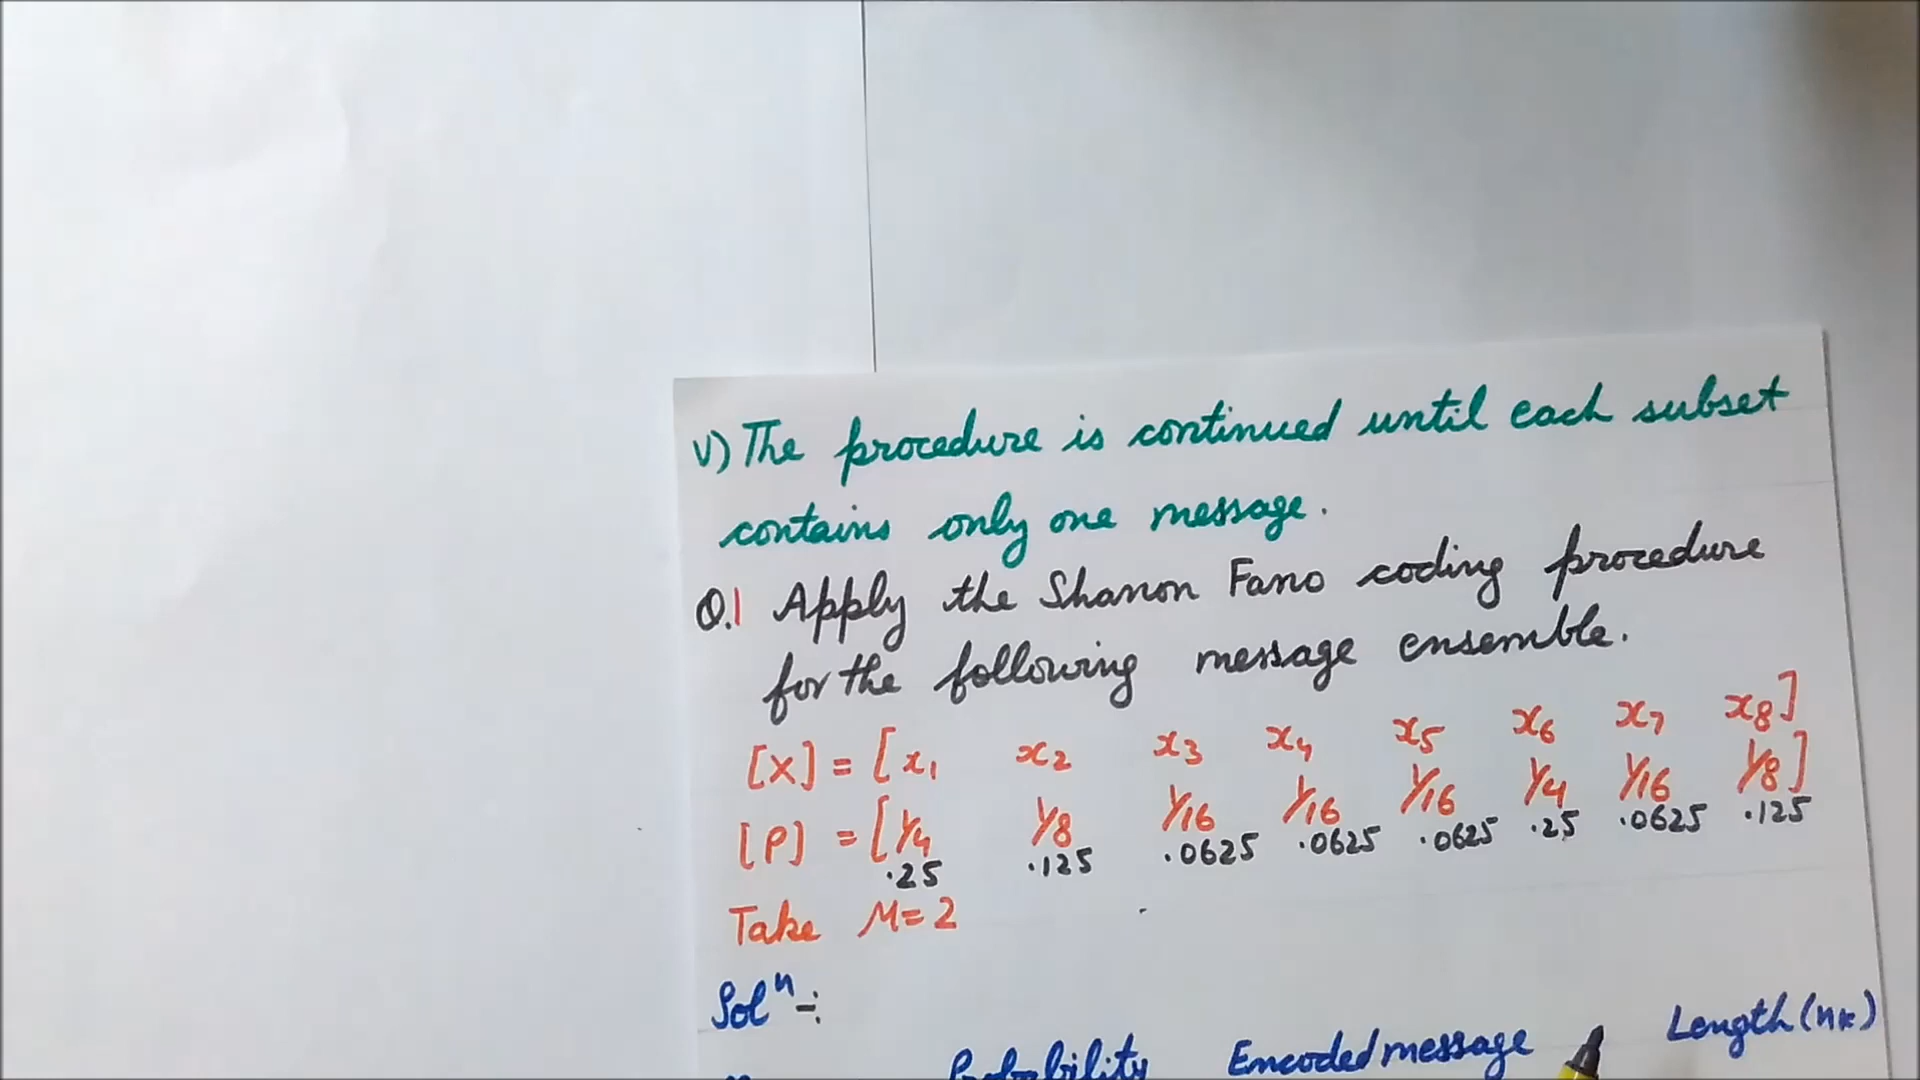 V) The procedure is continued until each subset
contains only one message.
Q.1 Apply the Shanon Fano coding procedure
for the following message ensemble.
[X] = [x₁ x₂ x₃ x₄ x₅ x₆ x₇ x₈]
[P] = [1/4 1/8 1/16 1/16 1/16 1/4 1/16 1/8]
.25 .125 .0625 .0625 .0625 .25 .0625 .125
Take M=2
Solⁿ -:
Probability Encoded message Length (nₖ)